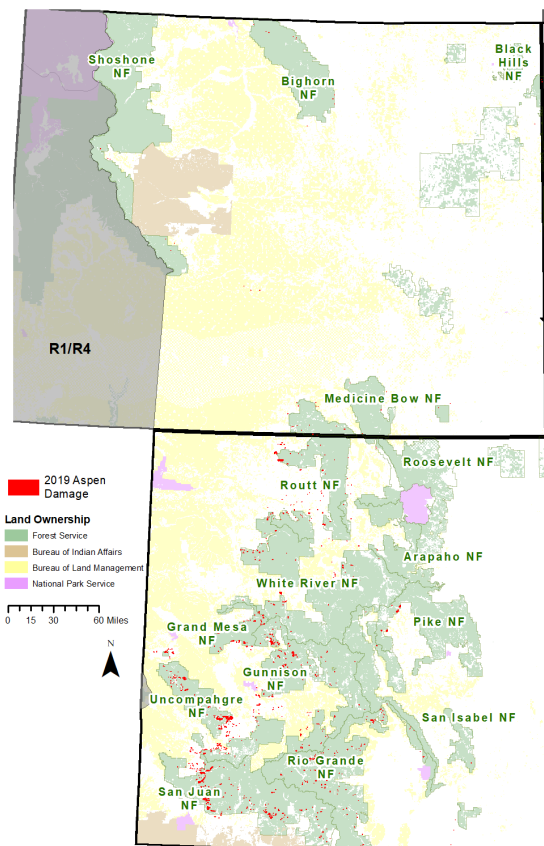 Shoshone
NF
Bighorn
NF
Black
Hills
NF
R1/R4
Medicine Bow NF
Roosevelt NF
Routt NF
Arapaho NF
White River NF
Pike NF
Grand Mesa
NF
Gunnison
NF
Uncompahgre
NF
San Isabel NF
Rio Grande
NF
San Juan
NF
2019 Aspen
Damage
Land Ownership
Forest Service
Bureau of Indian Affairs
Bureau of Land Management
National Park Service
0 15 30 60 Miles
N